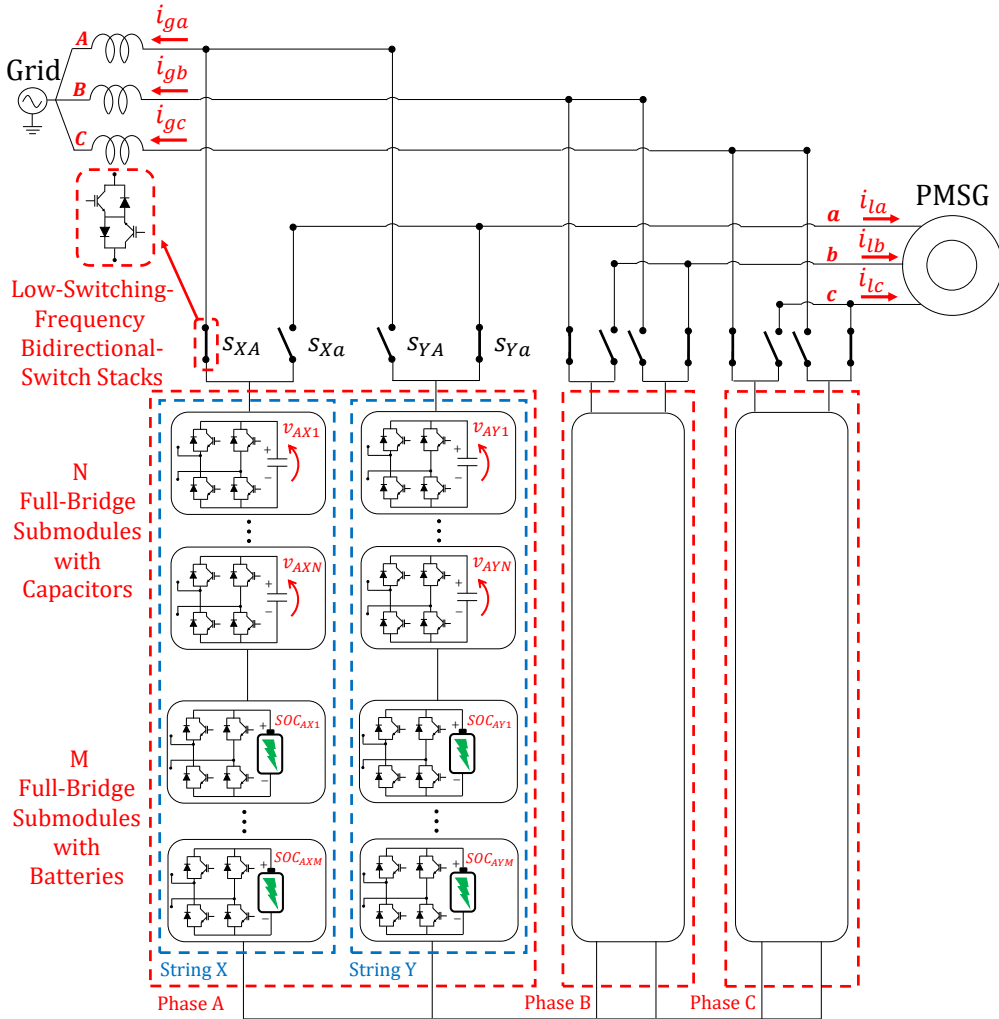 i_ga
A
Grid
i_gb
B
i_gc
C
PMSG
a
i_la
b
i_lb
c
i_lc
Low-Switching-
Frequency
Bidirectional-
Switch Stacks
s_XA
s_Xa
s_YA
s_Ya
N
Full-Bridge
Submodules
with
Capacitors
v_AX1
+
−
v_AY1
+
−
v_AXN
+
−
v_AYN
+
−
M
Full-Bridge
Submodules
with
Batteries
SOC_AX1
+
−
SOC_AY1
+
−
SOC_AXM
+
−
SOC_AYM
+
−
String X
String Y
Phase A
Phase B
Phase C